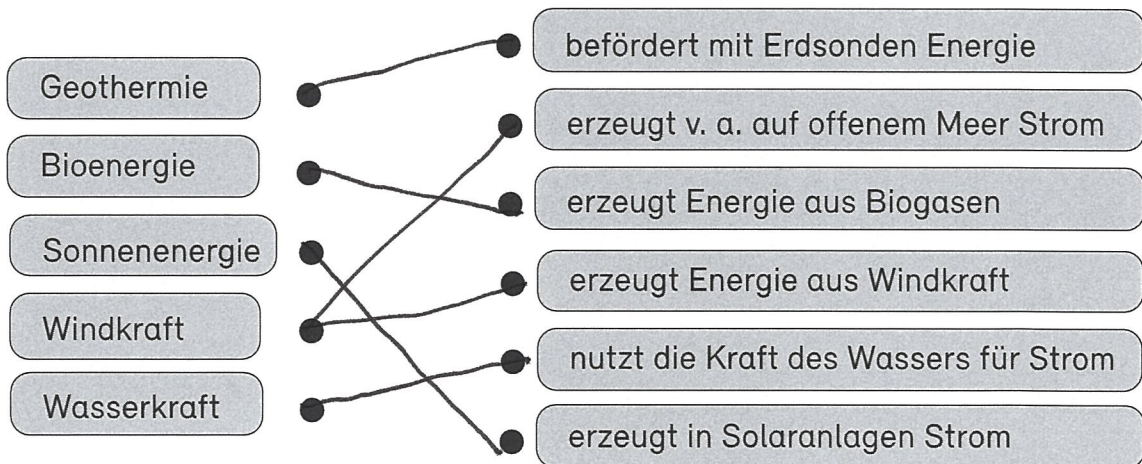 Geothermie
Bioenergie
Sonnenenergie
Windkraft
Wasserkraft
befördert mit Erdsonden Energie
erzeugt v. a. auf offenem Meer Strom
erzeugt Energie aus Biogasen
erzeugt Energie aus Windkraft
nutzt die Kraft des Wassers für Strom
erzeugt in Solaranlagen Strom